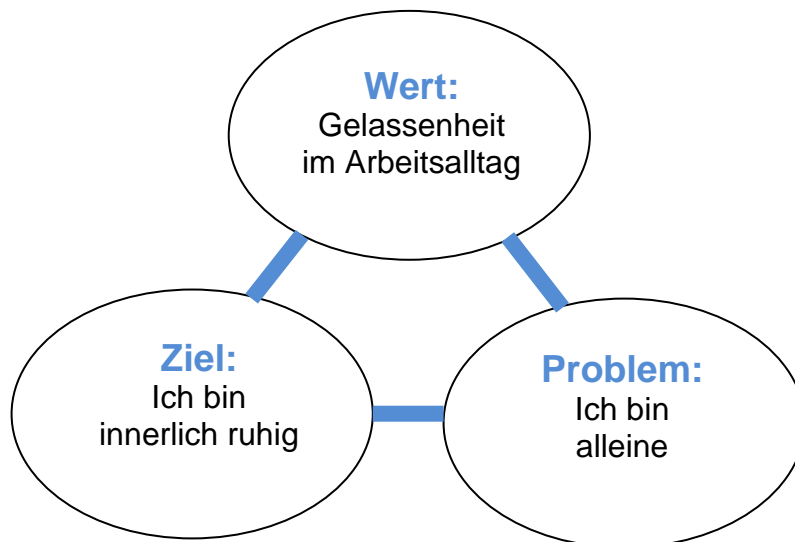 Wert:
Gelassenheit
im Arbeitsalltag
Ziel:
Ich bin
innerlich ruhig
Problem:
Ich bin
alleine